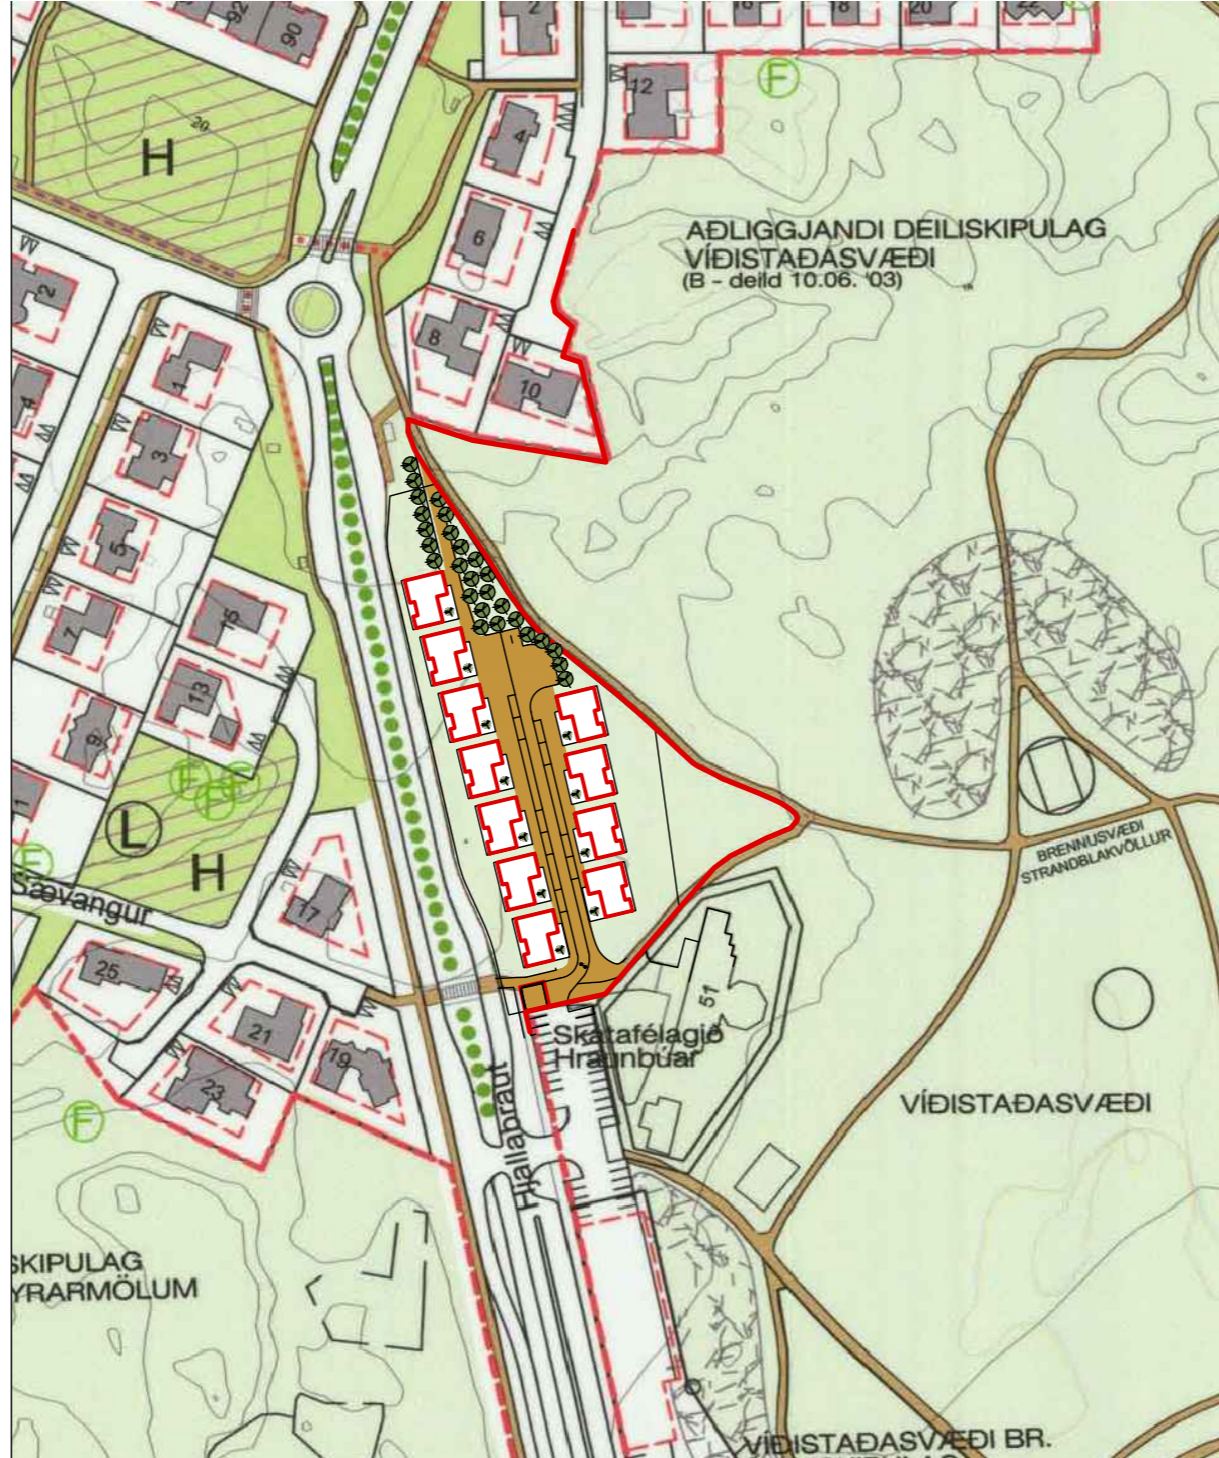 92
90
2
16
18
20
22
F
12
4
20
H
6
AÐLIGGJANDI DEILISKIPULAG
VÍÐISTAÐASVÆÐI
(B - deild 10.06. '03)
2
8
1
10
4
3
5
15
7
13
9
F
F
F
1
L
H
F
BRENNUSVÆÐI
STRANDBLAKVÖLLUR
Sævangur
17
25
51
21
Skátafélagið
Hraunbúar
19
23
Hjallabraut
F
VÍÐISTAÐASVÆÐI
SKIPULAG
YRARMÖLUM
VÍÐISTAÐASVÆÐI BR.